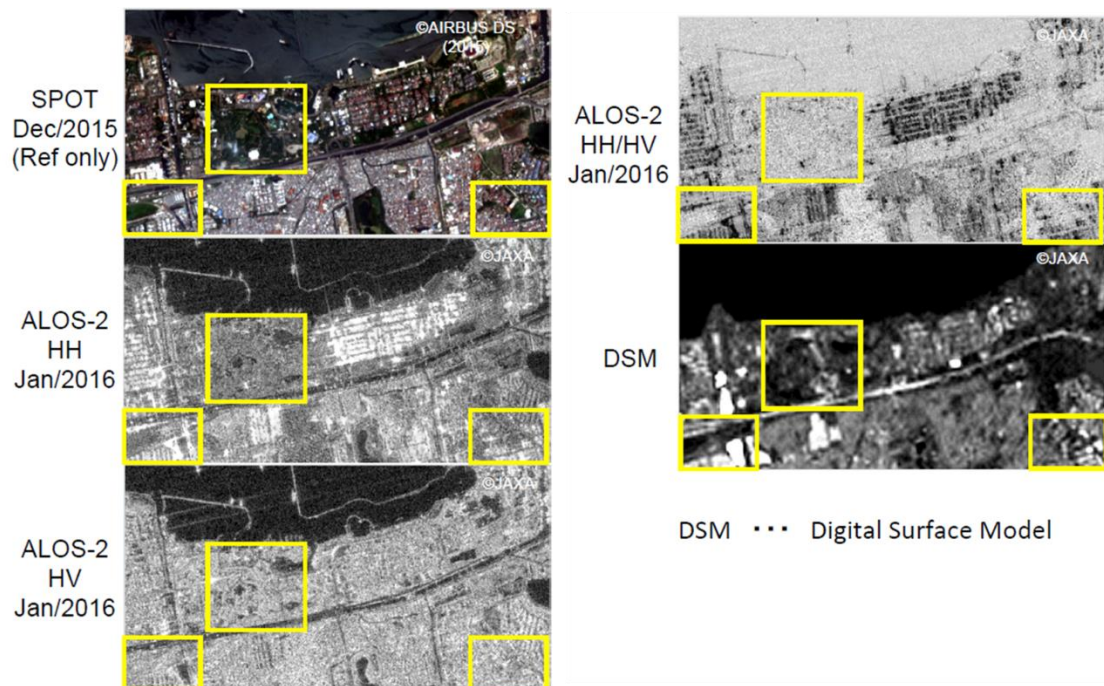 ©AIRBUS DS
(2015)
SPOT
Dec/2015
(Ref only)
©JAXA
ALOS-2
HH
Jan/2016
©JAXA
ALOS-2
HV
Jan/2016
©JAXA
ALOS-2
HH/HV
Jan/2016
©JAXA
DSM
DSM ･･･ Digital Surface Model